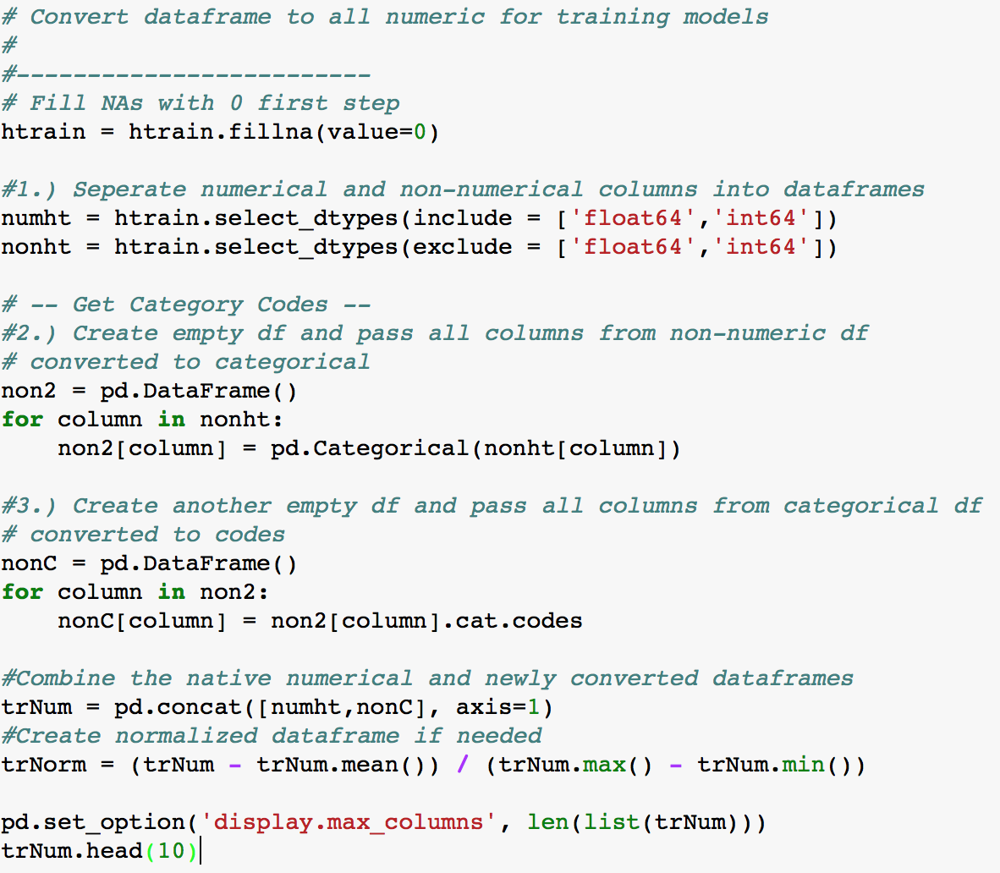 # Convert dataframe to all numeric for training models
#
#-------------------------
# Fill NAs with 0 first step
htrain = htrain.fillna(value=0)
#1.) Seperate numerical and non-numerical columns into dataframes
numht = htrain.select_dtypes(include = ['float64','int64'])
nonht = htrain.select_dtypes(exclude = ['float64','int64'])
# -- Get Category Codes --
#2.) Create empty df and pass all columns from non-numeric df
# converted to categorical
non2 = pd.DataFrame()
for column in nonht:
    non2[column] = pd.Categorical(nonht[column])
#3.) Create another empty df and pass all columns from categorical df
# converted to codes
nonC = pd.DataFrame()
for column in non2:
    nonC[column] = non2[column].cat.codes
#Combine the native numerical and newly converted dataframes
trNum = pd.concat([numht,nonC], axis=1)
#Create normalized dataframe if needed
trNorm = (trNum - trNum.mean()) / (trNum.max() - trNum.min())
pd.set_option('display.max_columns', len(list(trNum)))
trNum.head(10)